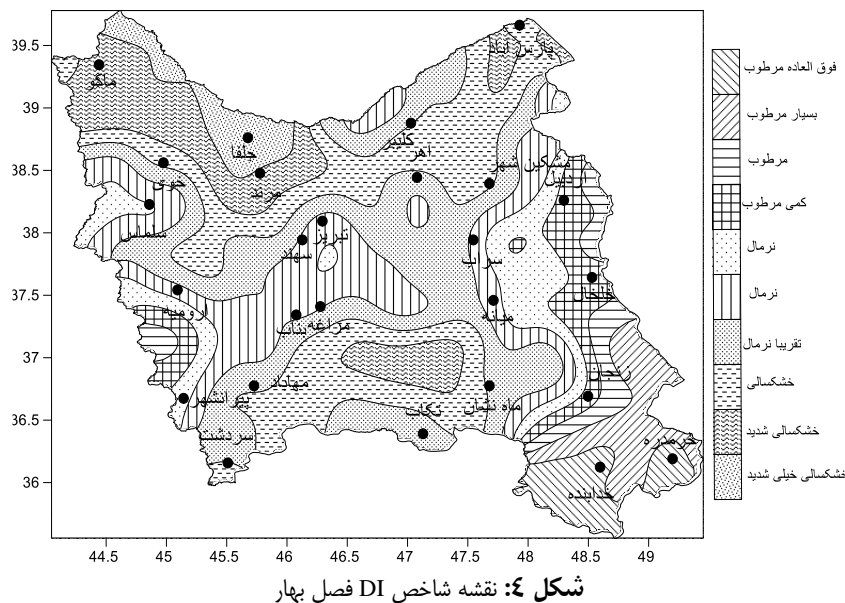 39.5
39
38.5
38
37.5
37
36.5
36
44.5
45
45.5
46
46.5
47
47.5
48
48.5
49
پارس آباد
ماکو
جلفا
کلیبر
اهر
مشکین شهر
اردبیل
خوی
مرند
سلماس
تبریز
سهند
سراب
خلخال
ارومیه
میانه
بناب
مراغه
زنجان
مهاباد
پیرانشهر
ماه نشان
تکاب
سردشت
خرمدره
خدابنده
فوق العاده مرطوب
بسیار مرطوب
مرطوب
کمی مرطوب
نرمال
نرمال
تقریبا نرمال
خشکسالی
خشکسالی شدید
خشکسالی خیلی شدید
شکل ٤: نقشه شاخص DI فصل بهار